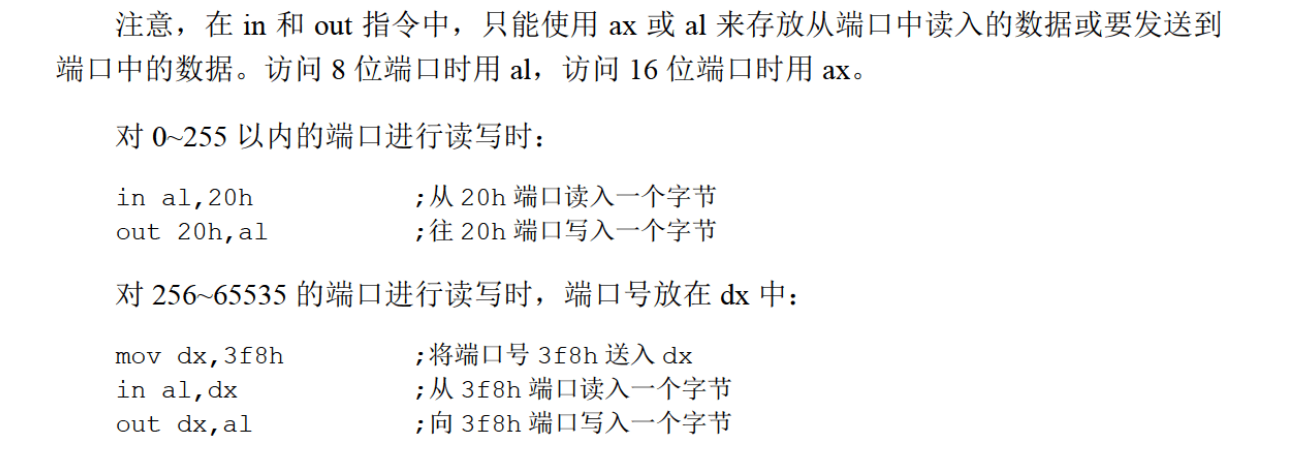 注意，在 in 和 out 指令中，只能使用 ax 或 al 来存放从端口中读入的数据或要发送到
端口中的数据。访问 8 位端口时用 al，访问 16 位端口时用 ax。
对 0~255 以内的端口进行读写时：
in al,20h ;从 20h 端口读入一个字节
out 20h,al ;往 20h 端口写入一个字节
对 256~65535 的端口进行读写时，端口号放在 dx 中：
mov dx,3f8h ;将端口号 3f8h 送入 dx
in al,dx ;从 3f8h 端口读入一个字节
out dx,al ;向 3f8h 端口写入一个字节